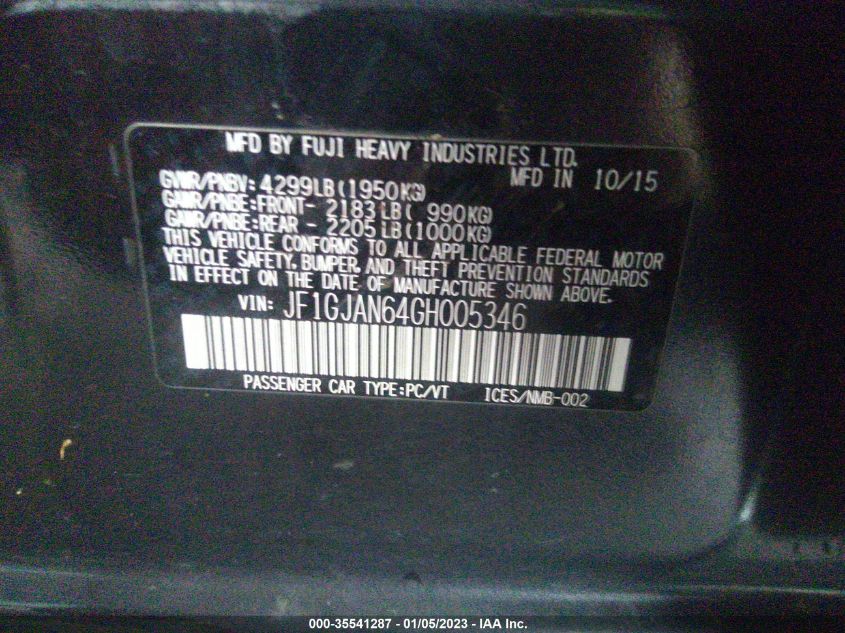 MFD BY FUJI HEAVY INDUSTRIES LTD.
MFD IN 10/15
GVWR/PNBV: 4299LB(1950KG)
GAWR/PNBE:FRONT- 2183LB( 990KG)
GAWR/PNBE:REAR - 2205LB(1000KG)
THIS VEHICLE CONFORMS TO ALL APPLICABLE FEDERAL MOTOR
VEHICLE SAFETY, BUMPER, AND THEFT PREVENTION STANDARDS
IN EFFECT ON THE DATE OF MANUFACTURE SHOWN ABOVE.
VIN: JF1GJAN64GH005346
PASSENGER CAR TYPE:PC/VT ICES/NMB-002
000-35541287 - 01/05/2023 - IAA Inc.